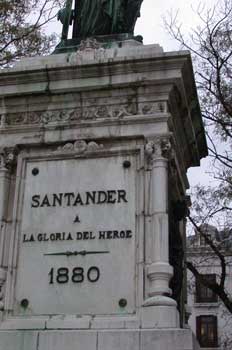 SANTANDER
A
LA GLORIA DEL HEROE
1880